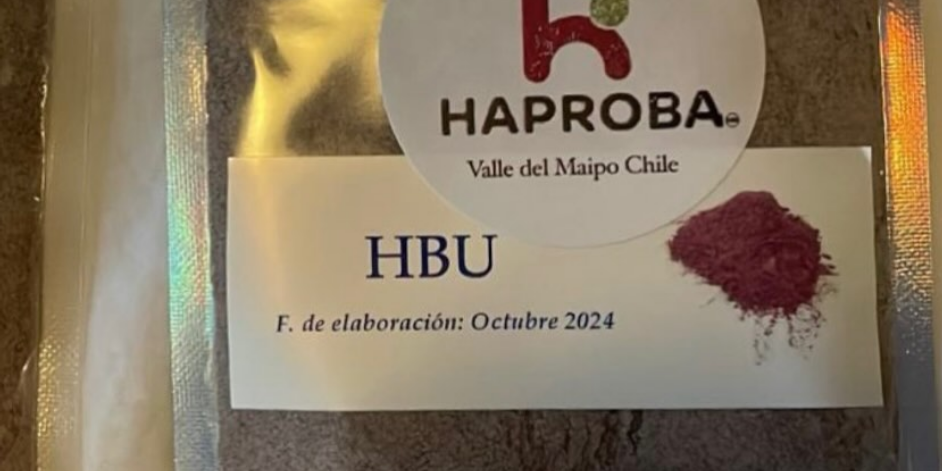 HAPROBA
Valle del Maipo Chile
HBU
F. de elaboración: Octubre 2024